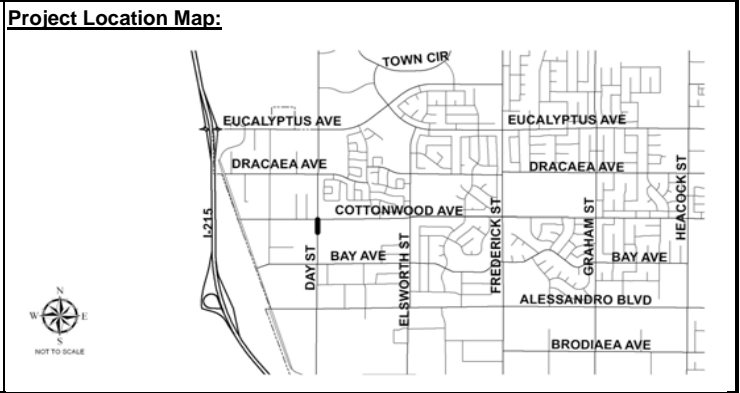 Project Location Map:
TOWN CIR
EUCALYPTUS AVE
EUCALYPTUS AVE
DRACAEA AVE
DRACAEA AVE
COTTONWOOD AVE
I-215
DAY ST
BAY AVE
ELSWORTH ST
FREDERICK ST
GRAHAM ST
BAY AVE
HEACOCK ST
ALESSANDRO BLVD
BRODIAEA AVE
N
W
E
S
NOT TO SCALE